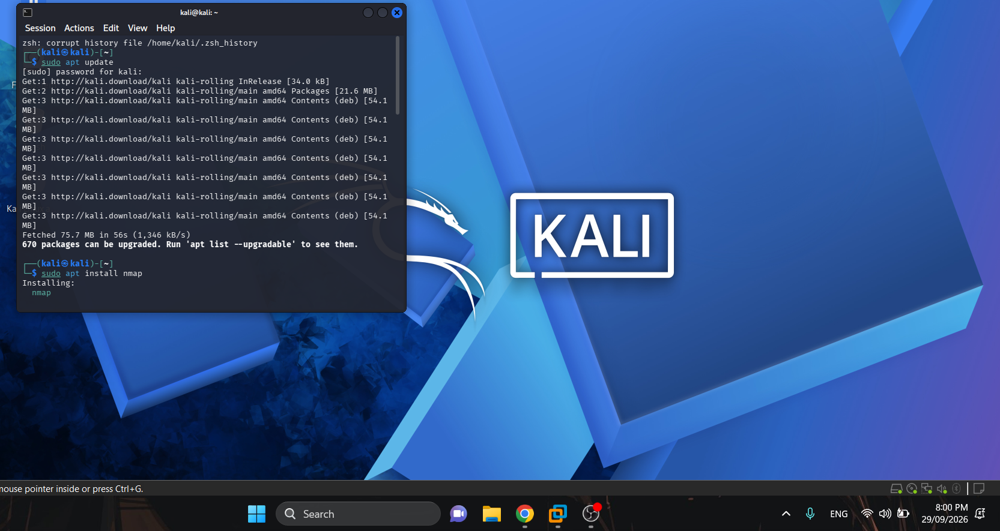 kali@kali: ~
Session Actions Edit View Help
zsh: corrupt history file /home/kali/.zsh_history
┌──(kali㉿kali)-[~]
└─$ sudo apt update
[sudo] password for kali:
Get:1 http://kali.download/kali kali-rolling InRelease [34.0 kB]
Get:2 http://kali.download/kali kali-rolling/main amd64 Packages [21.6 MB]
Get:3 http://kali.download/kali kali-rolling/main amd64 Contents (deb) [54.1
MB]
Get:3 http://kali.download/kali kali-rolling/main amd64 Contents (deb) [54.1
MB]
Get:3 http://kali.download/kali kali-rolling/main amd64 Contents (deb) [54.1
MB]
Get:3 http://kali.download/kali kali-rolling/main amd64 Contents (deb) [54.1
MB]
Get:3 http://kali.download/kali kali-rolling/main amd64 Contents (deb) [54.1
MB]
Get:3 http://kali.download/kali kali-rolling/main amd64 Contents (deb) [54.1
MB]
Get:3 http://kali.download/kali kali-rolling/main amd64 Contents (deb) [54.1
MB]
Fetched 75.7 MB in 56s (1,346 kB/s)
670 packages can be upgraded. Run 'apt list --upgradable' to see them.
┌──(kali㉿kali)-[~]
└─$ sudo apt install nmap
Installing:
nmap
KALI
mouse pointer inside or press Ctrl+G.
Search
ENG
8:00 PM
29/09/2026